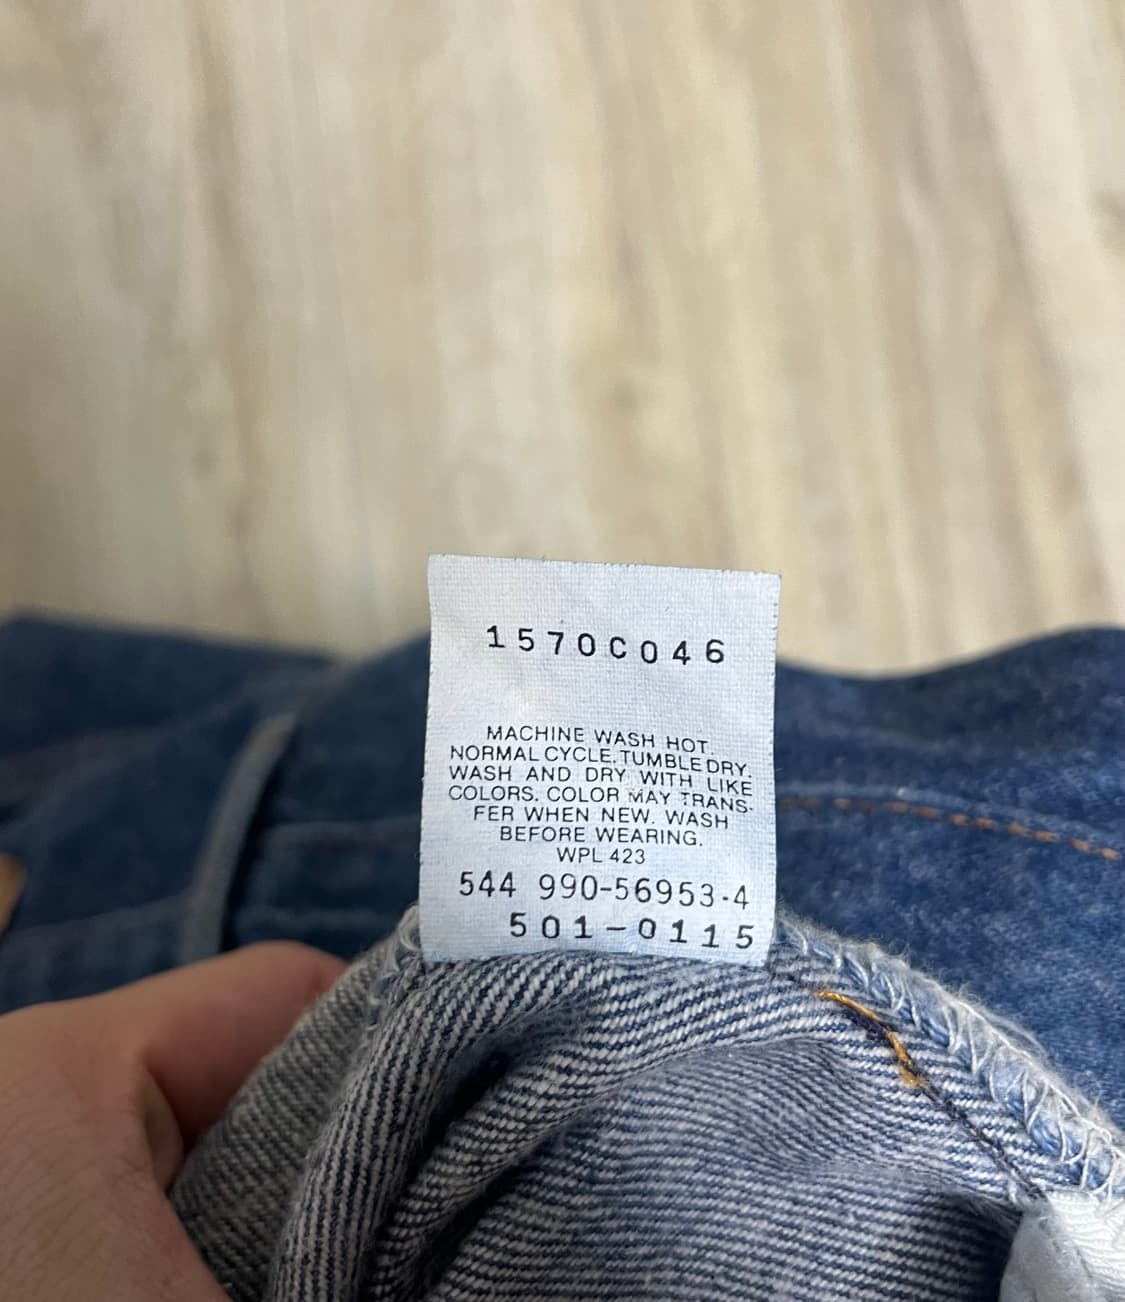 1570C046
MACHINE WASH HOT.
NORMAL CYCLE. TUMBLE DRY.
WASH AND DRY WITH LIKE
COLORS. COLOR MAY TRANS-
FER WHEN NEW. WASH
BEFORE WEARING.
WPL 423
544 990-56953-4
501-0115